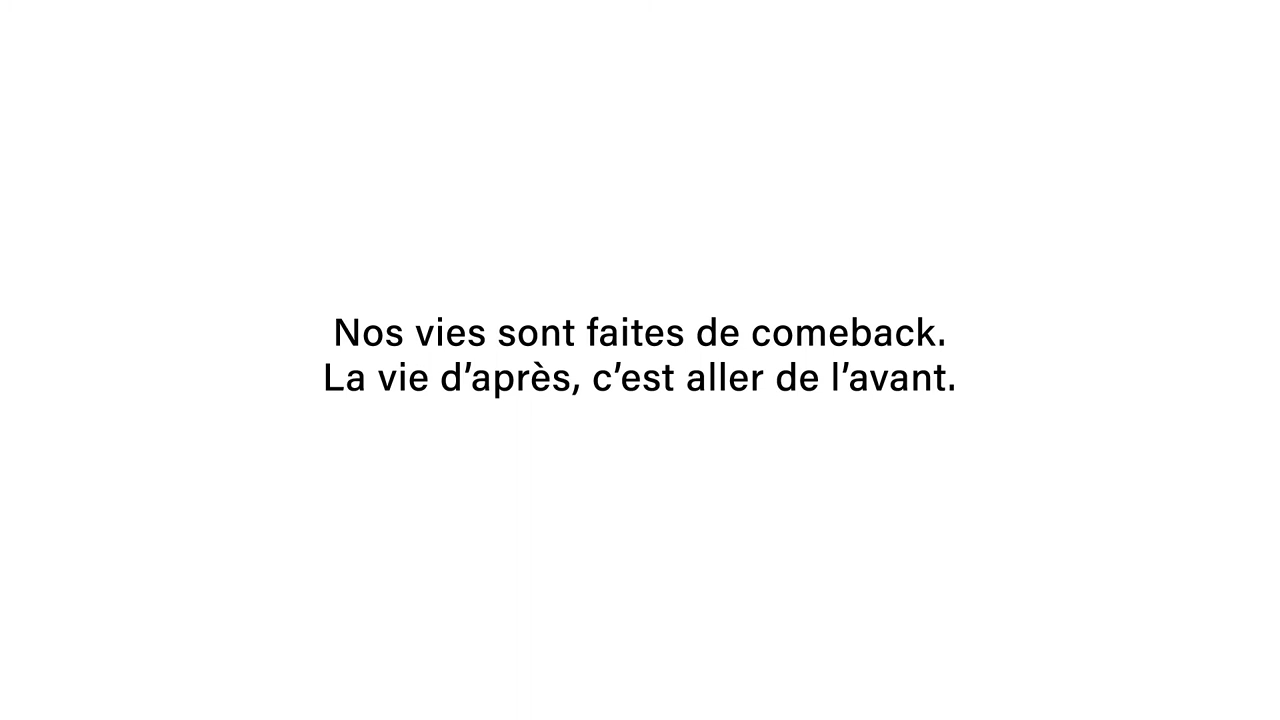 Nos vies sont faites de comeback.
La vie d’après, c’est aller de l’avant.